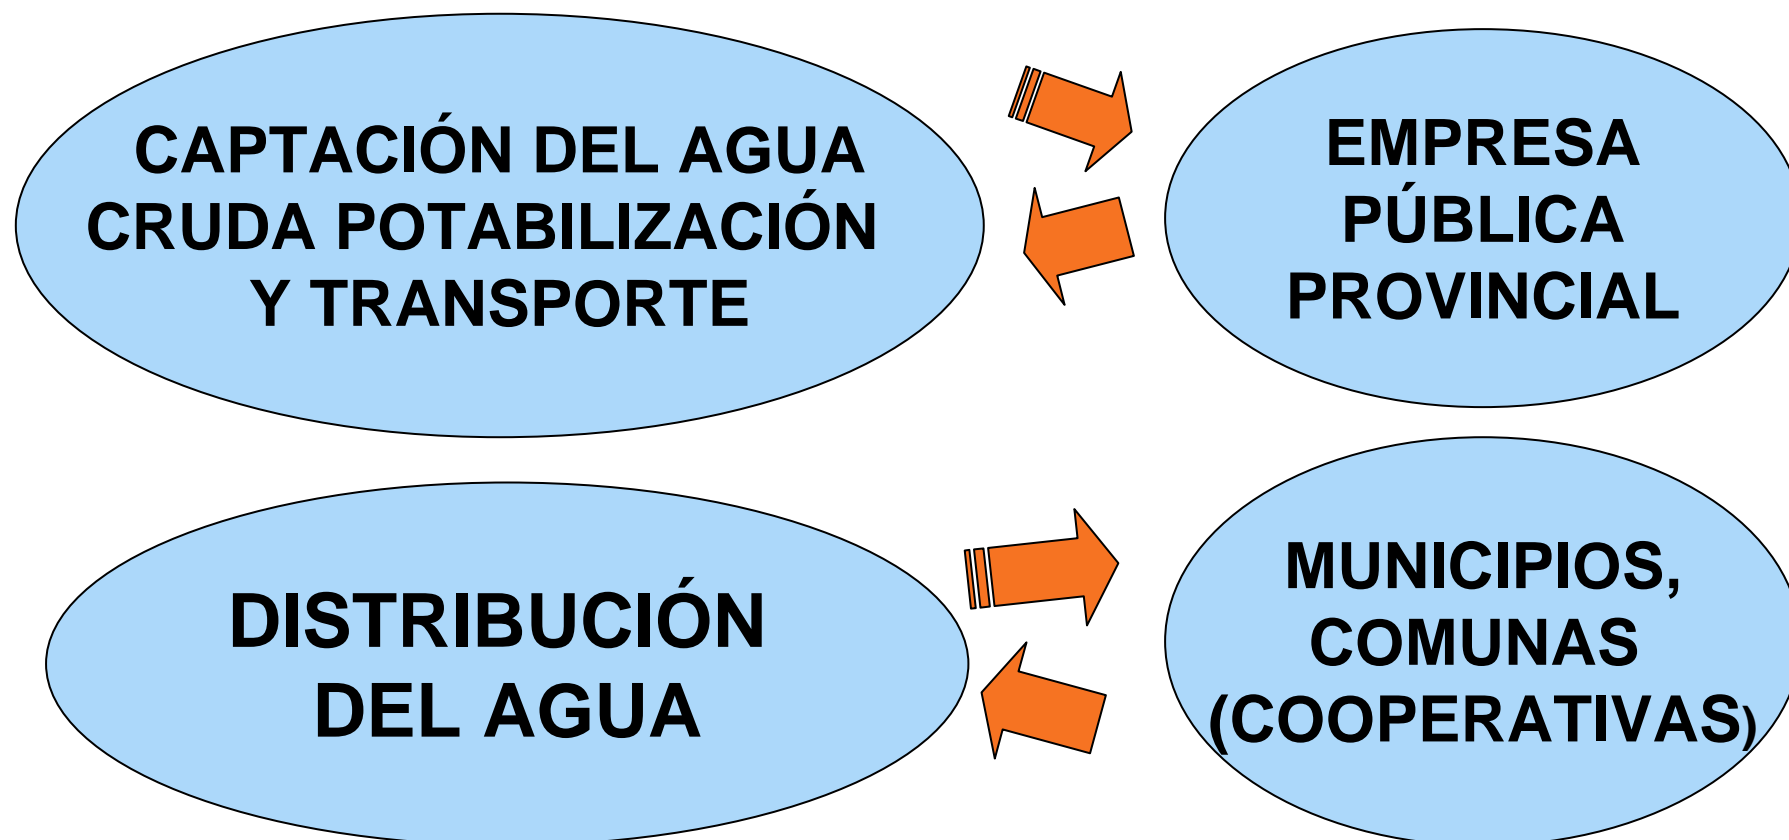 CAPTACIÓN DEL AGUA
CRUDA POTABILIZACIÓN
Y TRANSPORTE
EMPRESA
PÚBLICA
PROVINCIAL
DISTRIBUCIÓN
DEL AGUA
MUNICIPIOS,
COMUNAS
(COOPERATIVAS)